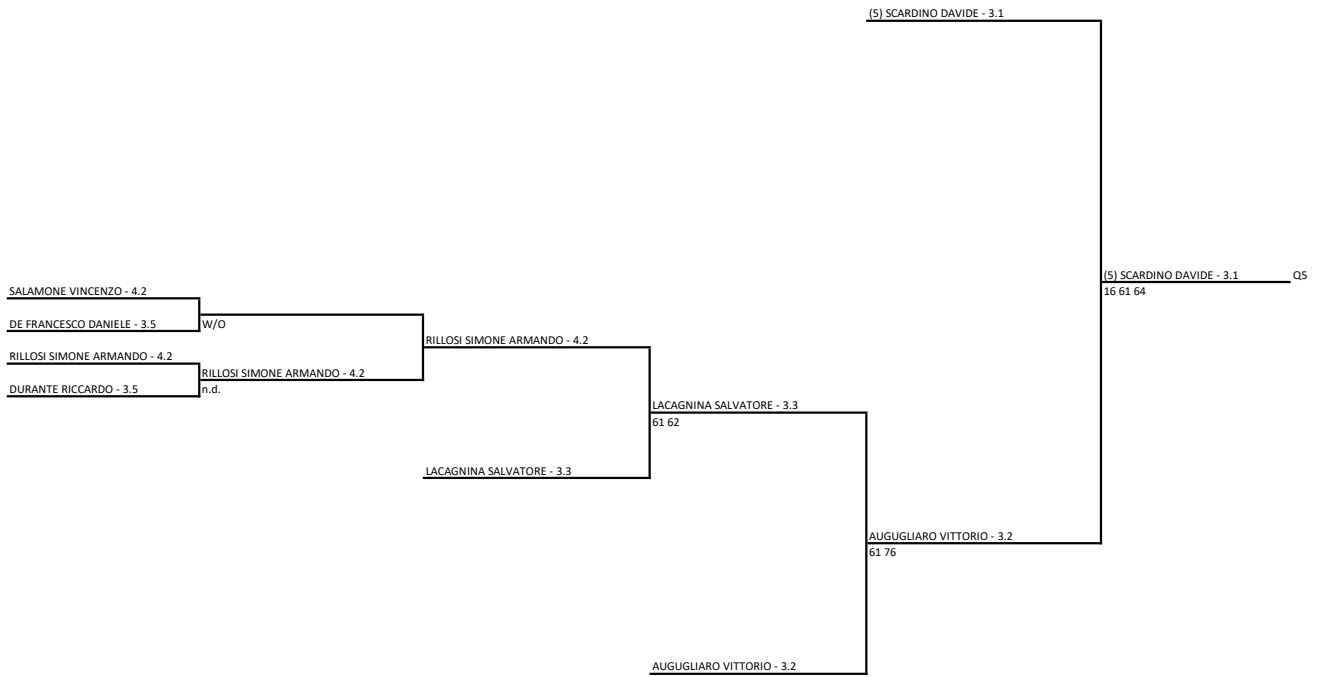 (5) SCARDINO DAVIDE - 3.1
(5) SCARDINO DAVIDE - 3.1
Q5
16 61 64
SALAMONE VINCENZO - 4.2
DE FRANCESCO DANIELE - 3.5
W/O
RILLOSI SIMONE ARMANDO - 4.2
RILLOSI SIMONE ARMANDO - 4.2
RILLOSI SIMONE ARMANDO - 4.2
DURANTE RICCARDO - 3.5
n.d.
LACAGNINA SALVATORE - 3.3
61 62
LACAGNINA SALVATORE - 3.3
AUGUGLIARO VITTORIO - 3.2
61 76
AUGUGLIARO VITTORIO - 3.2